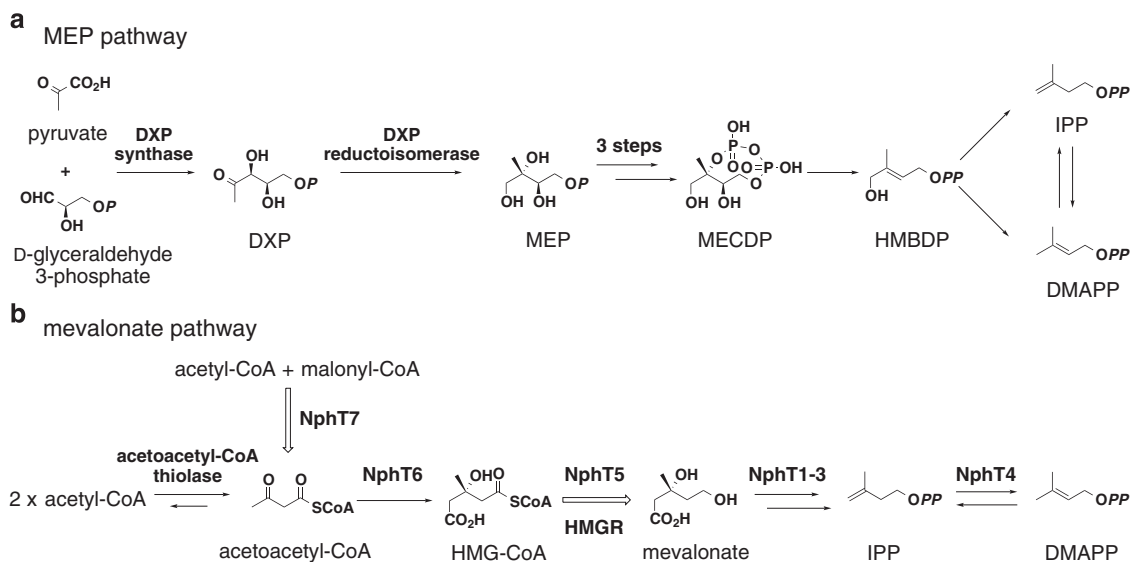 a
MEP pathway
O CO2H
pyruvate
+
OHC OP
OH
D-glyceraldehyde
3-phosphate
DXP
synthase
OH
O OP
OH
DXP
DXP
reductoisomerase
OH
OP
OH OH OH
MEP
3 steps
OH
O P O OH
O O P OH
O
OH OH
MECDP
OPP
OH
HMBDP
OPP
IPP
OPP
DMAPP
b
mevalonate pathway
acetyl-CoA + malonyl-CoA
NphT7
2 x acetyl-CoA
acetoacetyl-CoA
thiolase
O O
SCoA
acetoacetyl-CoA
NphT6
OH O
SCoA
CO2H
HMG-CoA
NphT5
HMGR
OH
OH
CO2H
mevalonate
NphT1-3
OPP
IPP
NphT4
OPP
DMAPP